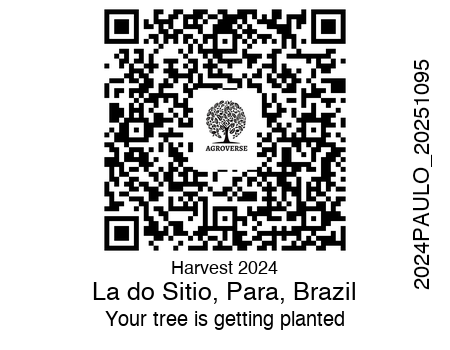 AGROVERSE
Harvest 2024
La do Sitio, Para, Brazil
Your tree is getting planted
2024PAULO_20251095